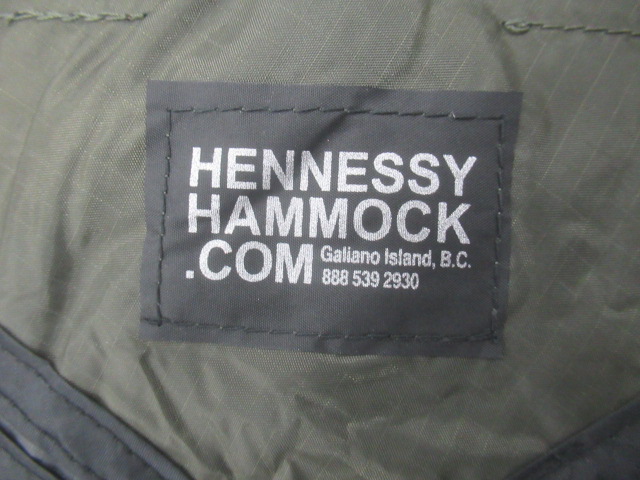 HENNESSY
HAMMOCK
.COM Galiano Island, B.C.
888 539 2930